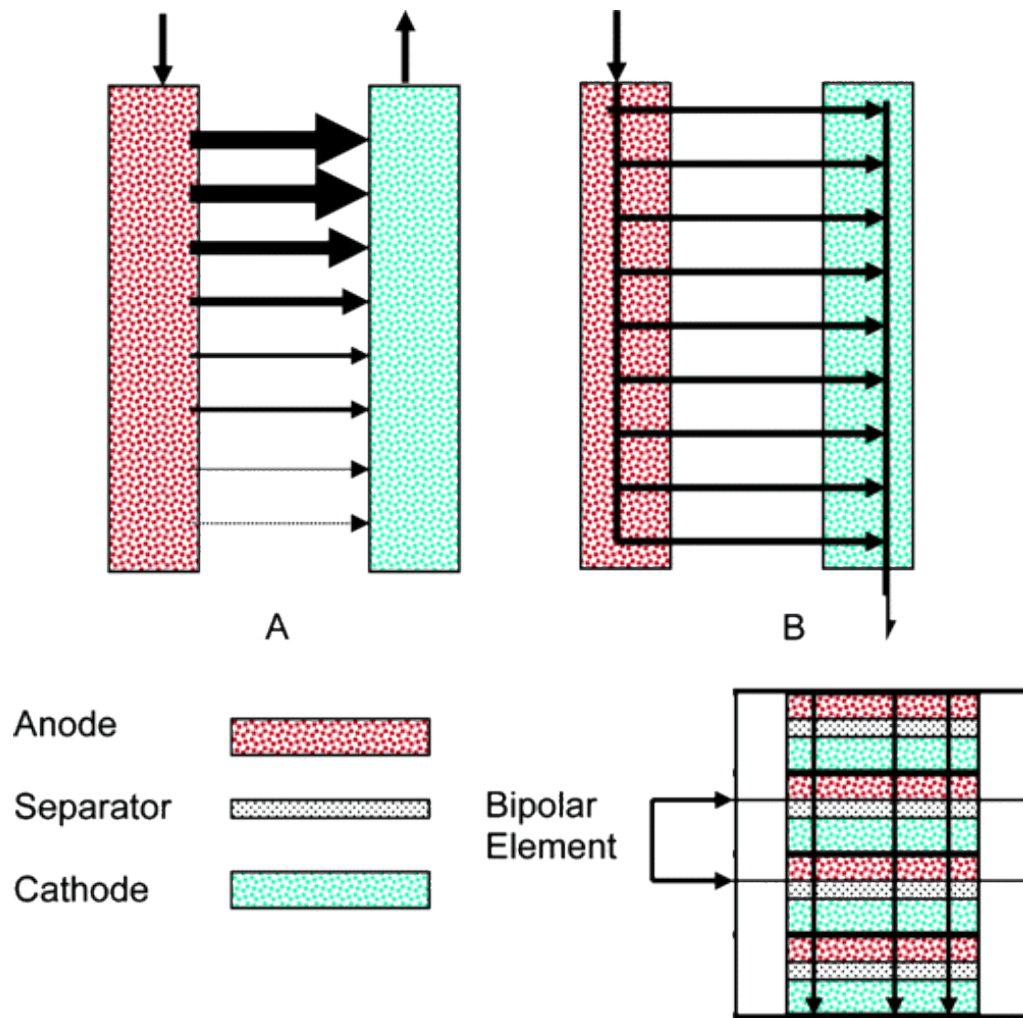 A
B
Anode
Separator
Cathode
Bipolar
Element